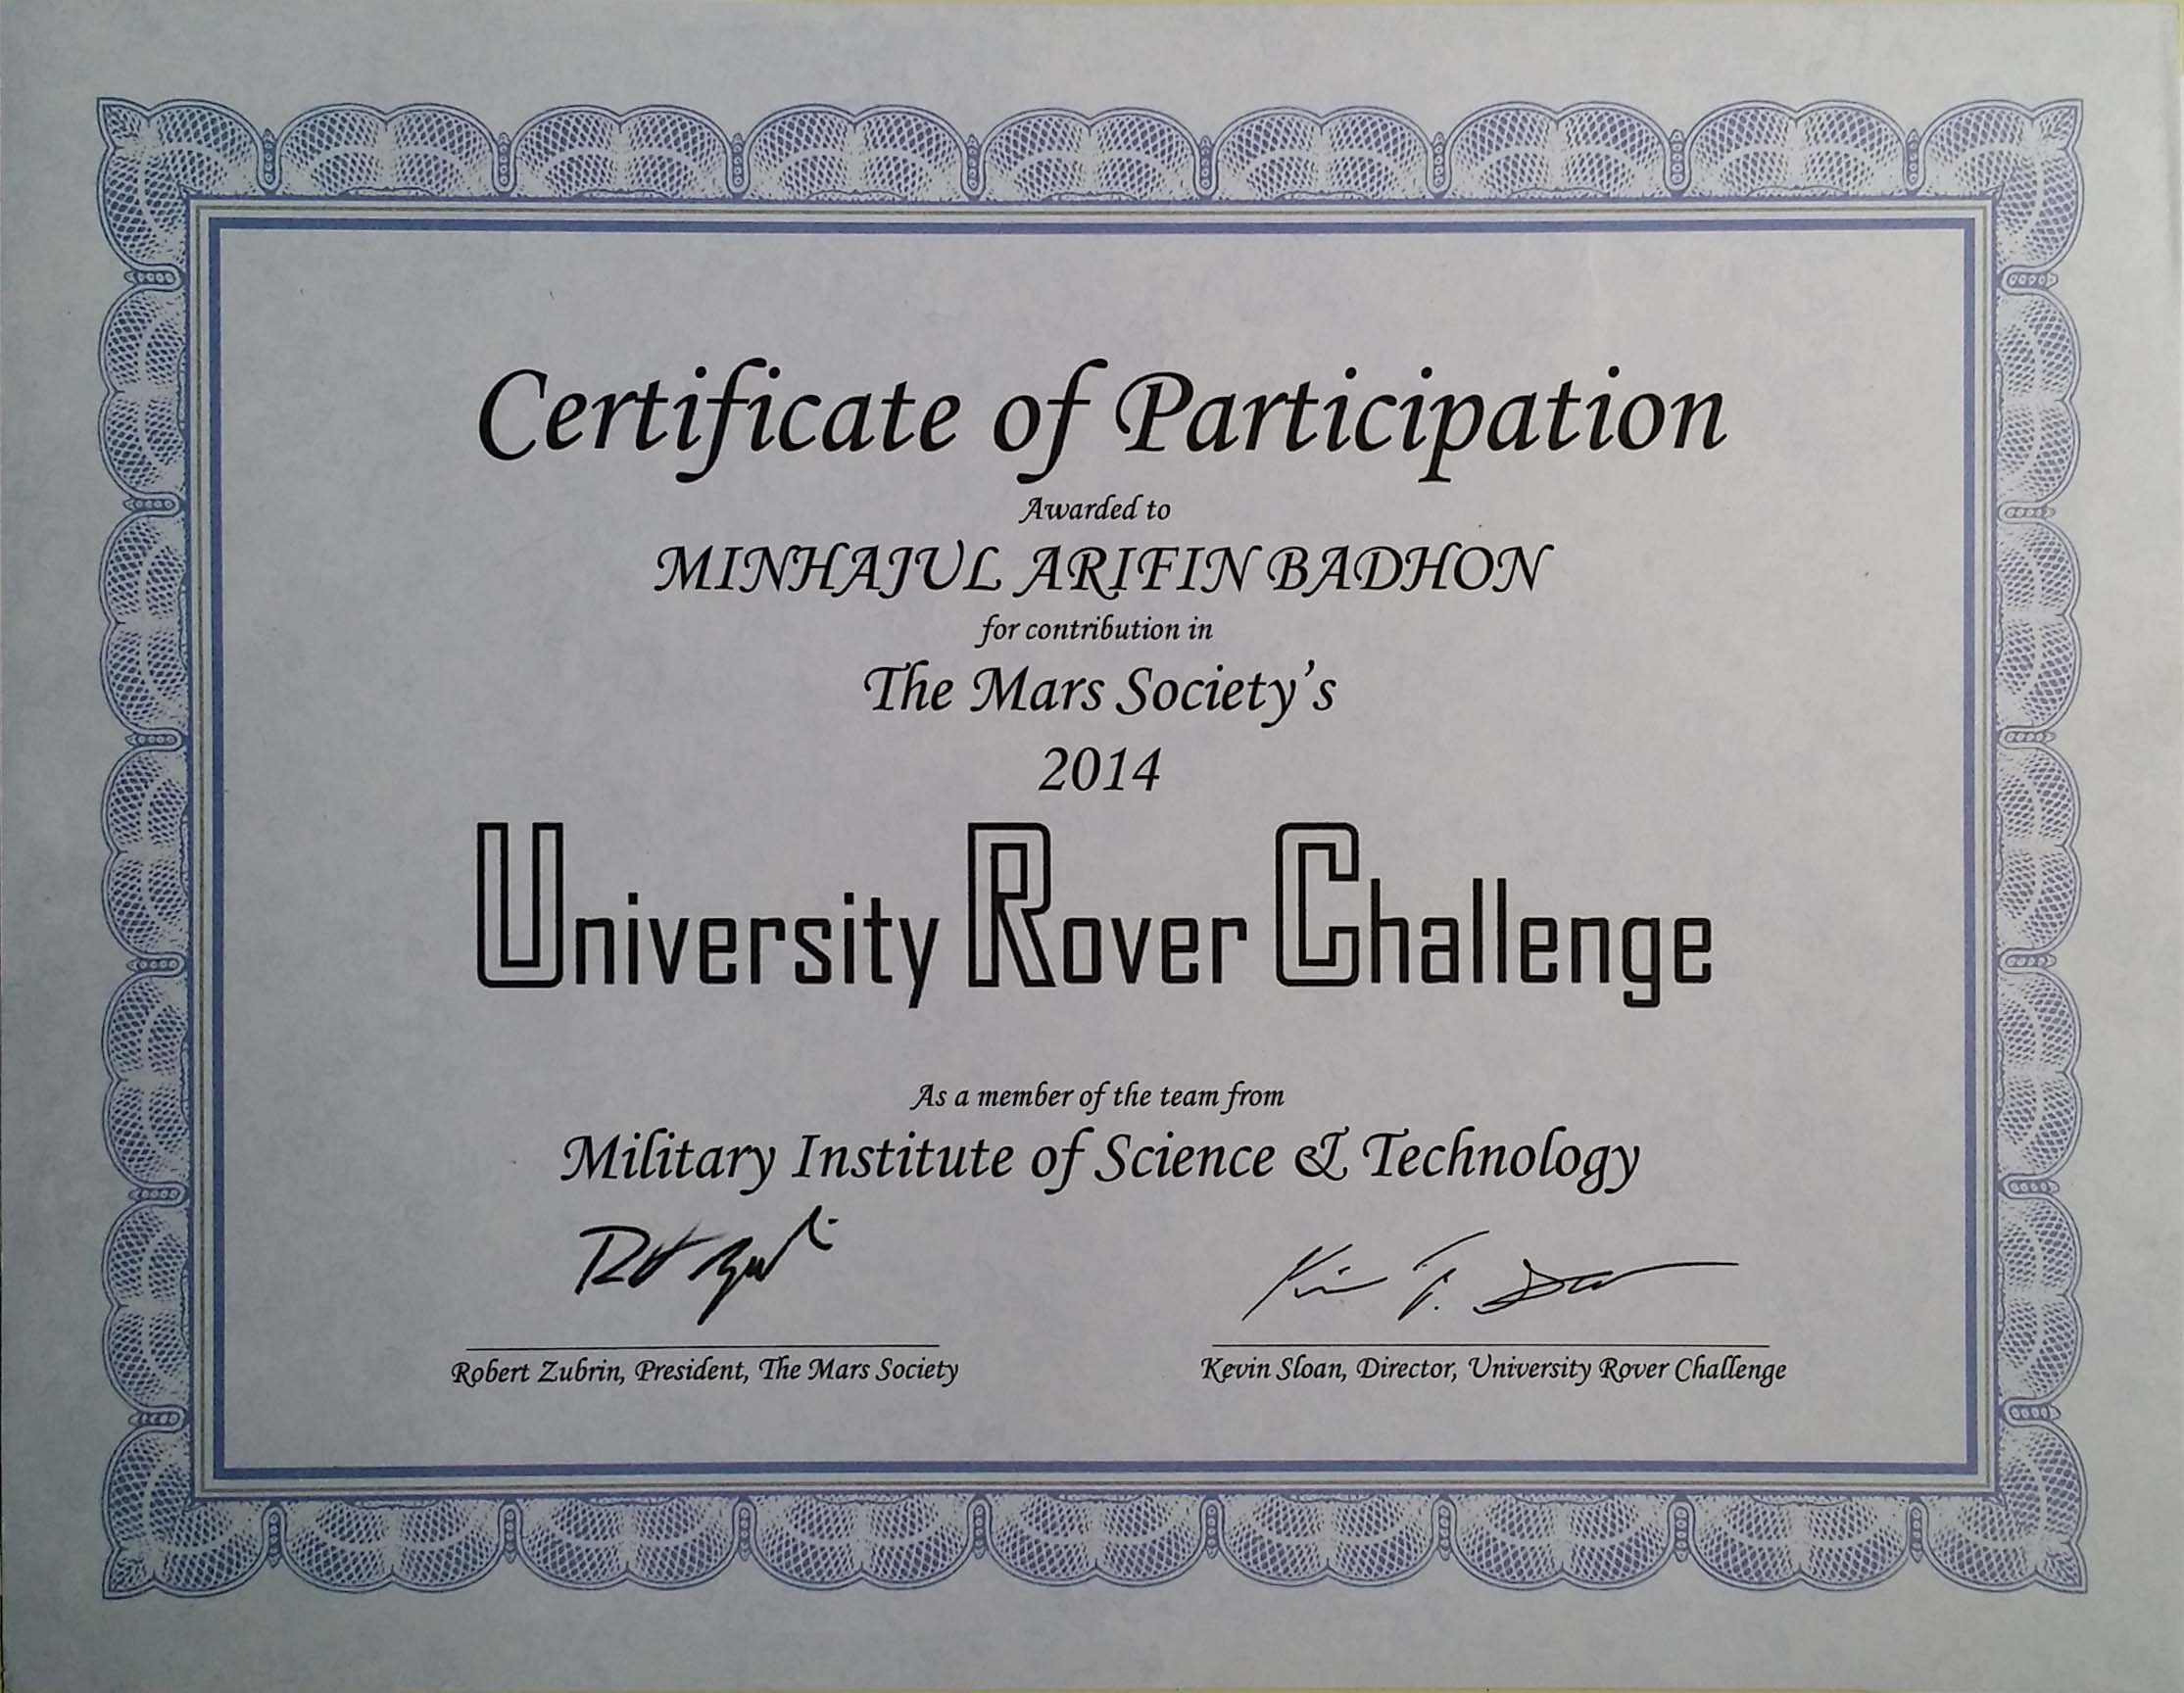 Certificate of Participation
Awarded to
MINHAJUL ARIFIN BADHON
for contribution in
The Mars Society's
2014
University Rover Challenge
As a member of the team from
Military Institute of Science & Technology
Robert Zubrin, President, The Mars Society
Kevin Sloan, Director, University Rover Challenge